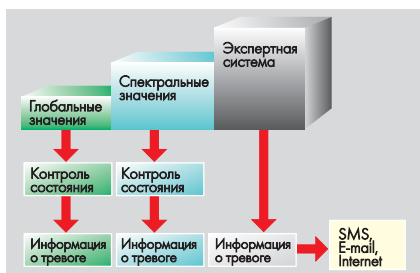 Экспертная
система
Спектральные
значения
Глобальные
значения
Контроль
состояния
Контроль
состояния
Информация
о тревоге
Информация
о тревоге
Информация
о тревоге
SMS,
E-mail,
Internet